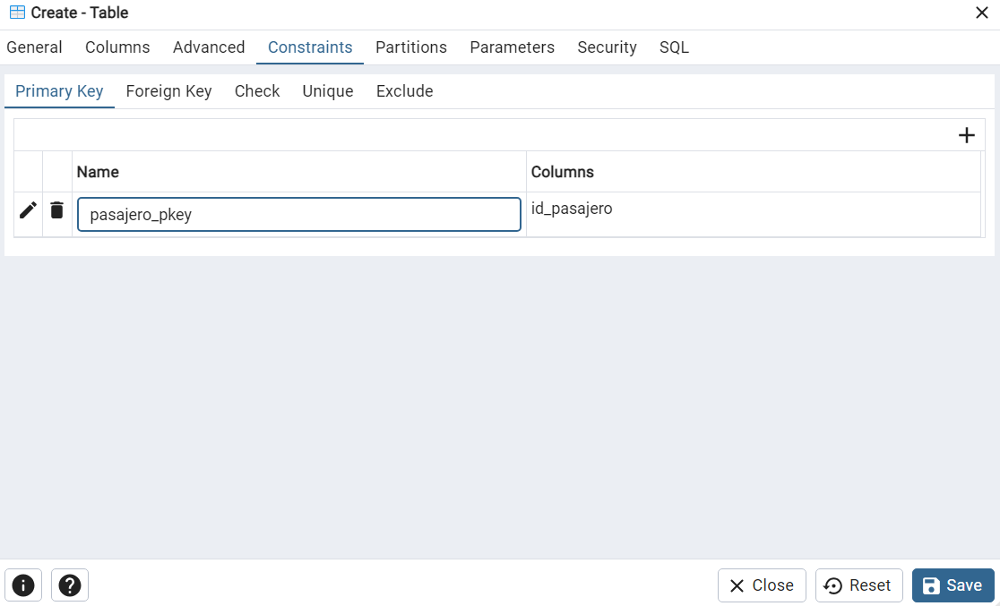 Create - Table
General Columns Advanced Constraints Partitions Parameters Security SQL
Primary Key Foreign Key Check Unique Exclude
Name Columns
pasajero_pkey id_pasajero
Close Reset Save